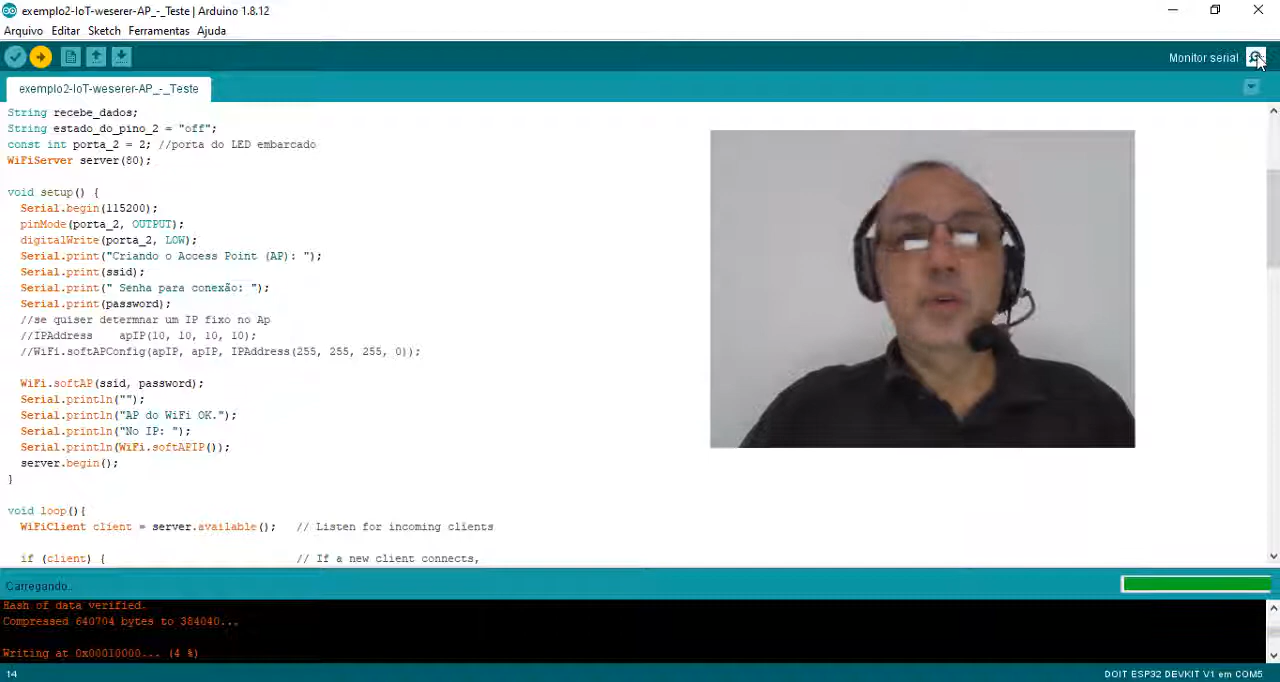 exemplo2-IoT-weserer-AP_-_Teste | Arduino 1.8.12
Arquivo Editar Sketch Ferramentas Ajuda
Monitor serial
exemplo2-IoT-weserer-AP_-_Teste
String recebe_dados;
String estado_do_pino_2 = "off";
const int porta_2 = 2; //porta do LED embarcado
WiFiServer server(80);
void setup() {
Serial.begin(115200);
pinMode(porta_2, OUTPUT);
digitalWrite(porta_2, LOW);
Serial.print("Criando o Access Point (AP): ");
Serial.print(ssid);
Serial.print(" Senha para conexão: ");
Serial.print(password);
//se quiser determnar um IP fixo no Ap
//IPAddress apIP(10, 10, 10, 10);
//WiFi.softAPConfig(apIP, apIP, IPAddress(255, 255, 255, 0));
WiFi.softAP(ssid, password);
Serial.println("");
Serial.println("AP do WiFi OK.");
Serial.println("No IP: ");
Serial.println(WiFi.softAPIP());
server.begin();
}
void loop(){
WiFiClient client = server.available(); // Listen for incoming clients
if (client) { // If a new client connects,
Carregando...
Hash of data verified.
Compressed 640704 bytes to 384040...
Writing at 0x00010000... (4 %)
14
DOIT ESP32 DEVKIT V1 em COM5